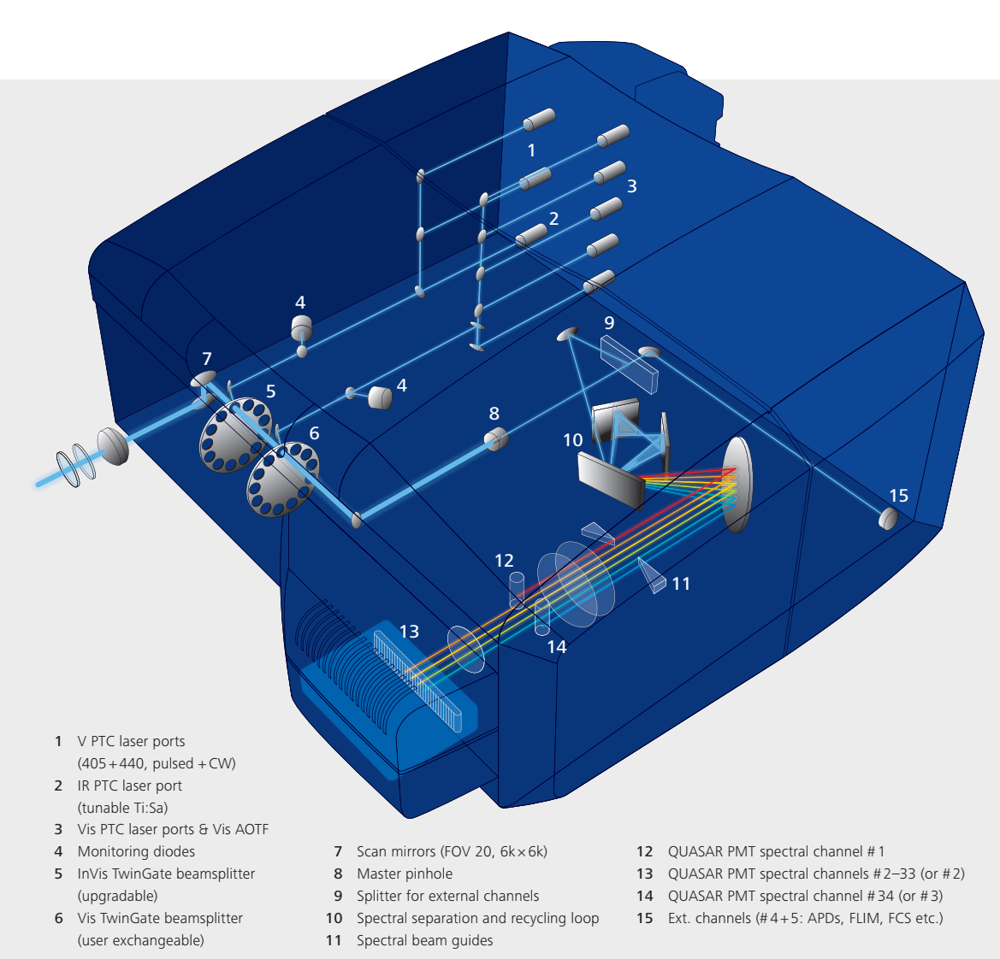 1
2
3
4
4
5
6
7
8
9
10
11
12
13
14
15
1 V PTC laser ports
(405+440, pulsed +CW)
2 IR PTC laser port
(tunable Ti:Sa)
3 Vis PTC laser ports & Vis AOTF
4 Monitoring diodes
5 InVis TwinGate beamsplitter
(upgradable)
6 Vis TwinGate beamsplitter
(user exchangeable)
7 Scan mirrors (FOV 20, 6k×6k)
8 Master pinhole
9 Splitter for external channels
10 Spectral separation and recycling loop
11 Spectral beam guides
12 QUASAR PMT spectral channel #1
13 QUASAR PMT spectral channels #2–33 (or #2)
14 QUASAR PMT spectral channel #34 (or #3)
15 Ext. channels (#4+5: APDs, FLIM, FCS etc.)